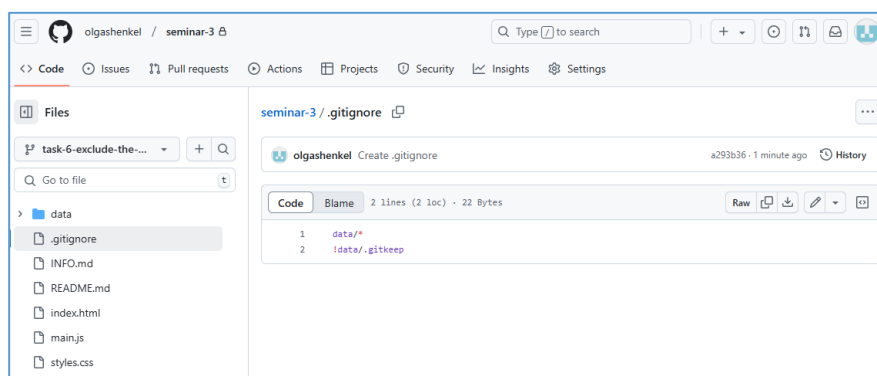 olgashenkel / seminar-3 Type / to search
Code Issues Pull requests Actions Projects Security Insights Settings
Files
task-6-exclude-the-...
Go to file t
data
.gitignore
INFO.md
README.md
index.html
main.js
styles.css
seminar-3 / .gitignore
olgashenkel Create .gitignore a293b36 · 1 minute ago History
Code Blame 2 lines (2 loc) · 22 Bytes Raw
1 data/*
2 !data/.gitkeep